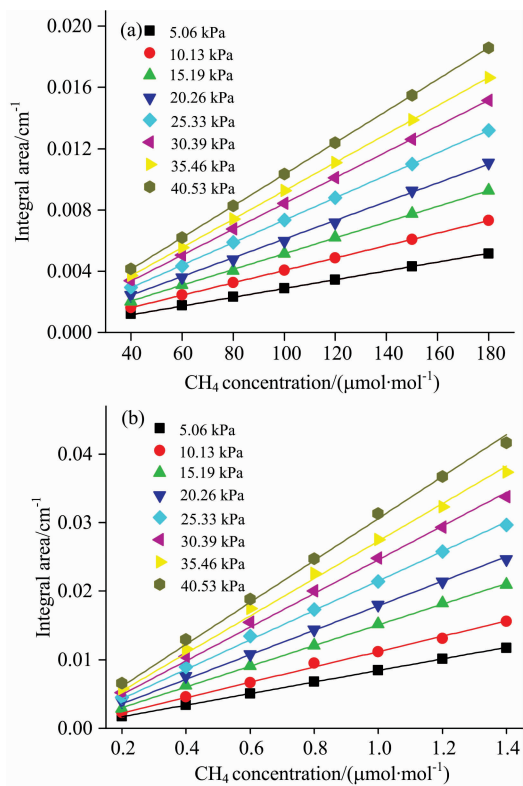 (a)
5.06 kPa
10.13 kPa
15.19 kPa
20.26 kPa
25.33 kPa
30.39 kPa
35.46 kPa
40.53 kPa
Integral area/cm⁻¹
0.020
0.016
0.012
0.008
0.004
0.000
40 60 80 100 120 140 160 180
CH₄ concentration/(μmol·mol⁻¹)
(b)
5.06 kPa
10.13 kPa
15.19 kPa
20.26 kPa
25.33 kPa
30.39 kPa
35.46 kPa
40.53 kPa
Integral area/cm⁻¹
0.04
0.03
0.02
0.01
0.00
0.2 0.4 0.6 0.8 1.0 1.2 1.4
CH₄ concentration/(μmol·mol⁻¹)